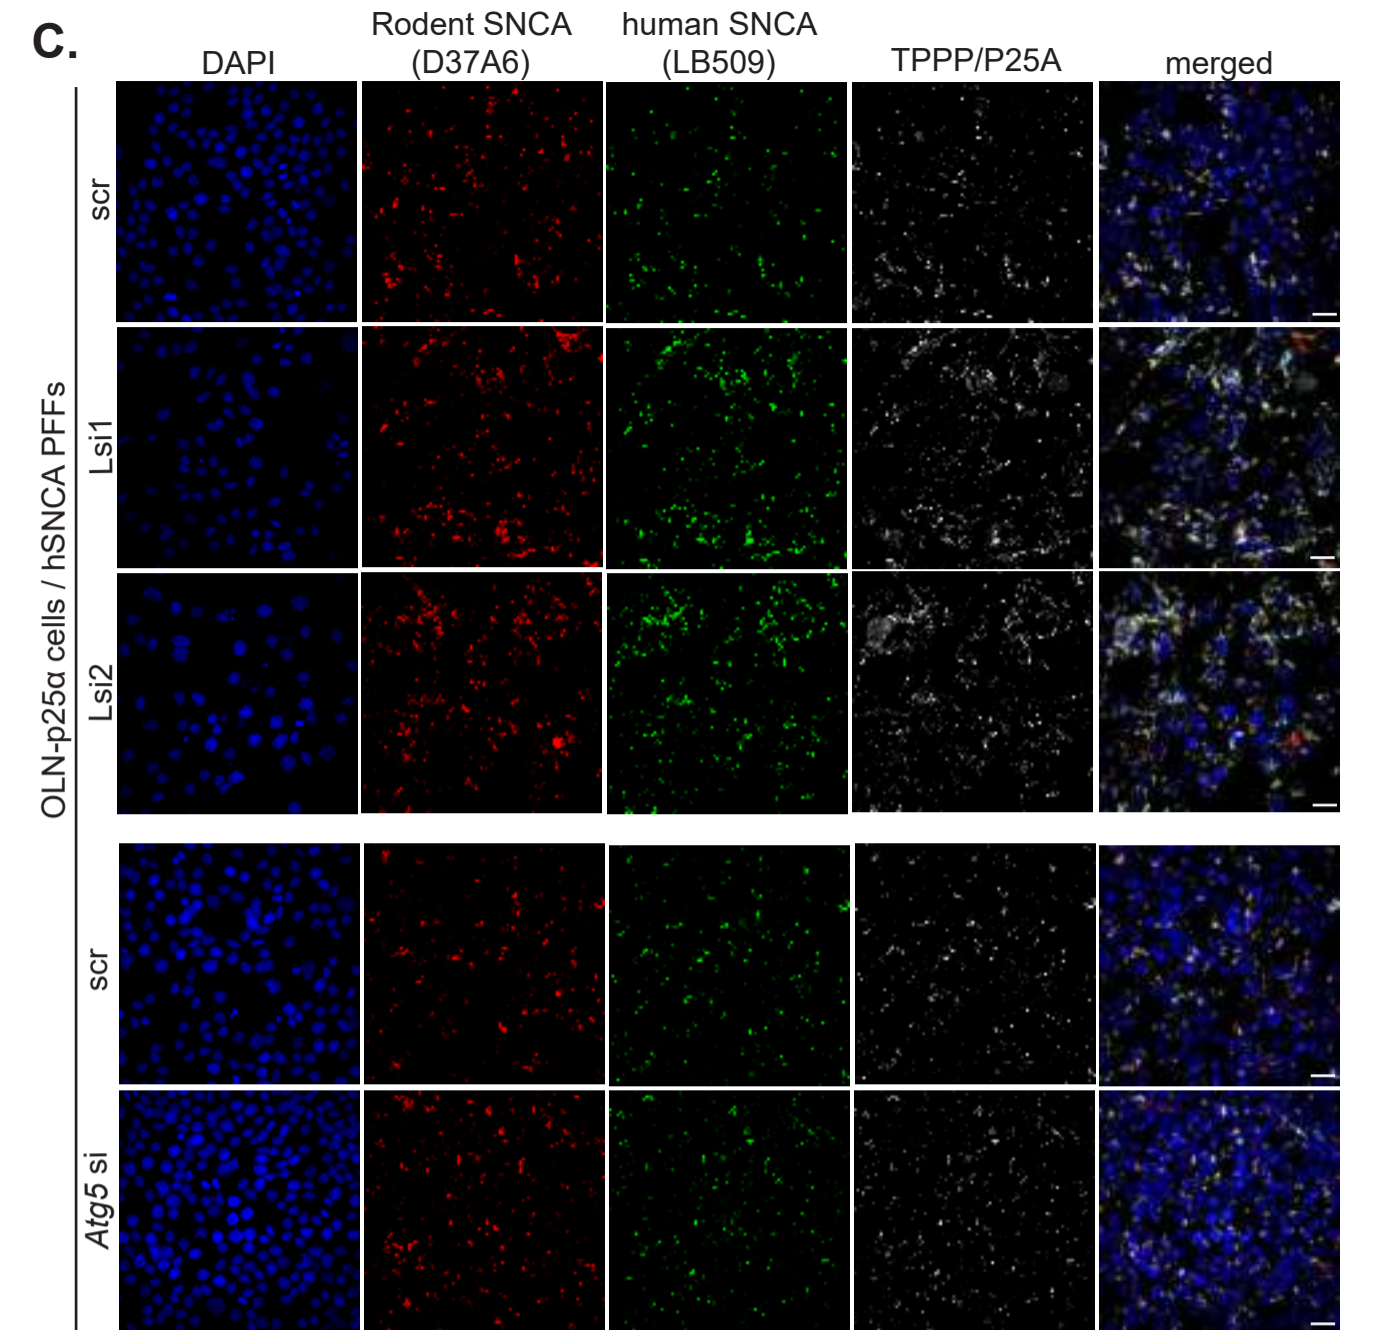 C.
DAPI
Rodent SNCA
(D37A6)
human SNCA
(LB509)
TPPP/P25A
merged
OLN-p25α cells / hSNCA PFFs
scr
Lsi1
Lsi2
scr
Atg5 si